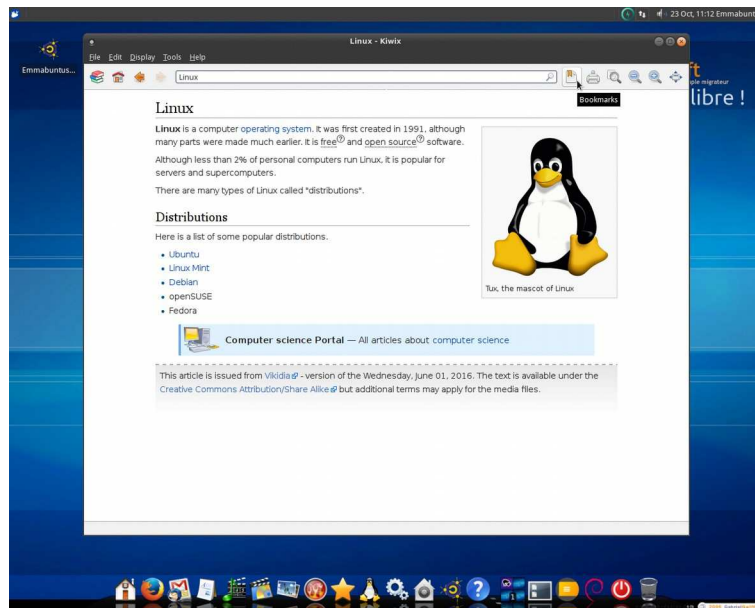 23 Oct, 11:12 Emmabunt
Linux - Kiwix
File Edit Display Tools Help
Emmabuntus...
Linux
Bookmarks
ple migrateur
libre !
Linux
Linux is a computer operating system. It was first created in 1991, although
many parts were made much earlier. It is free? and open source? software.
Although less than 2% of personal computers run Linux, it is popular for
servers and supercomputers.
There are many types of Linux called "distributions".
Tux, the mascot of Linux
Distributions
Here is a list of some popular distributions.
• Ubuntu
• Linux Mint
• Debian
• openSUSE
• Fedora
Computer science Portal — All articles about computer science
This article is issued from Vikidia - version of the Wednesday, June 01, 2016. The text is available under the
Creative Commons Attribution/Share Alike but additional terms may apply for the media files.